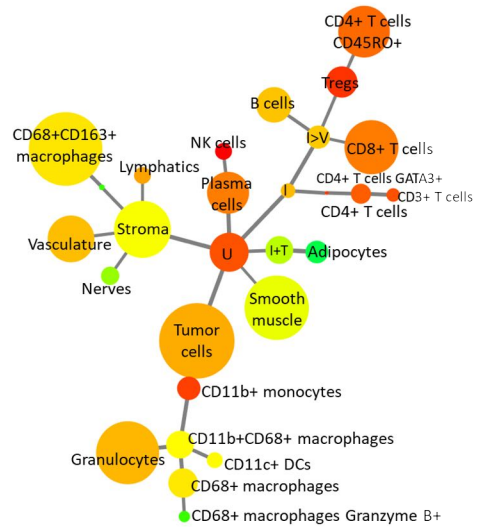 CD4+ T cells
CD45RO+
Tregs
B cells
I>V
NK cells
CD8+ T cells
CD68+CD163+
macrophages
Lymphatics
Plasma
cells
CD4+ T cells GATA3+
I
CD3+ T cells
CD4+ T cells
Stroma
Vasculature
U
I+T
Adipocytes
Nerves
Smooth
muscle
Tumor
cells
CD11b+ monocytes
CD11b+CD68+ macrophages
Granulocytes
CD11c+ DCs
CD68+ macrophages
CD68+ macrophages Granzyme B+